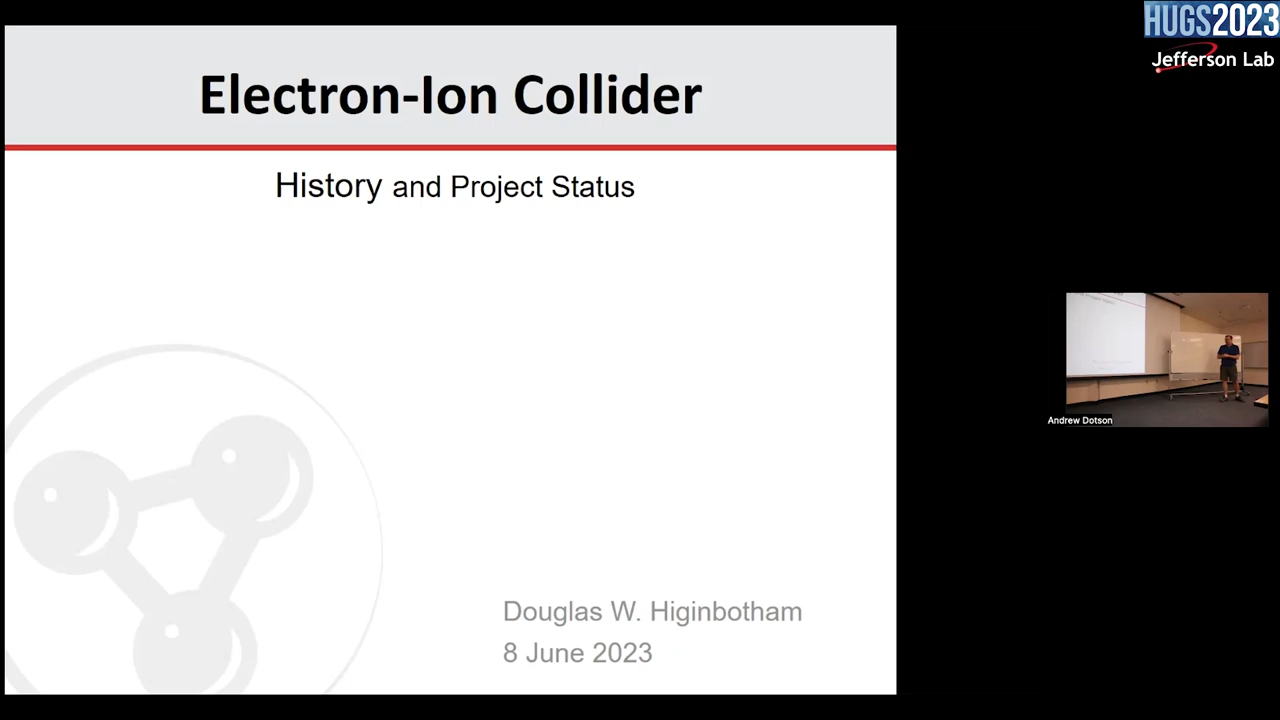 HUGS2023
Jefferson Lab
Electron-Ion Collider
History and Project Status
Andrew Dotson
Douglas W. Higinbotham
8 June 2023